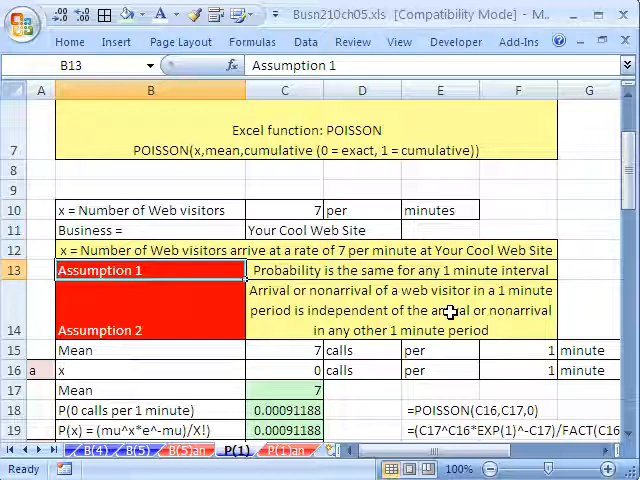 Busn210ch05.xls [Compatibility Mode] - M...
Home Insert Page Layout Formulas Data Review View Developer Add-Ins
B13 fx Assumption 1
A B C D E F G
Excel function: POISSON
7 POISSON(x,mean,cumulative (0 = exact, 1 = cumulative))
8
9
10 x = Number of Web visitors 7 per minutes
11 Business = Your Cool Web Site
12 x = Number of Web visitors arrive at a rate of 7 per minute at Your Cool Web Site
13 Assumption 1 Probability is the same for any 1 minute interval
Arrival or nonarrival of a web visitor in a 1 minute
period is independent of the arrival or nonarrival
14 Assumption 2 in any other 1 minute period
15 Mean 7 calls per 1 minute
16 a x 0 calls per 1 minute
17 Mean 7
18 P(0 calls per 1 minute) 0.00091188 =POISSON(C16,C17,0)
19 P(x) = (mu^x*e^-mu)/X!) 0.00091188 =(C17^C16*EXP(1)^-C17)/FACT(C16
B(4) B(5) B(5)an P(1) P(1)an
Ready 100%